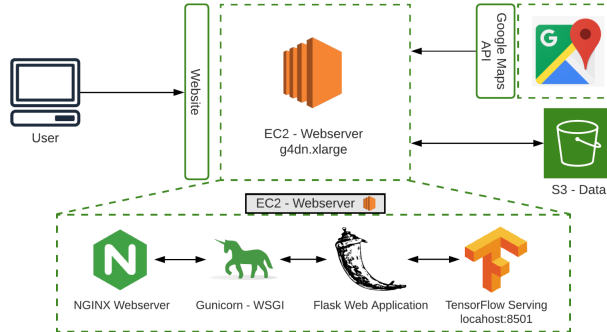 User
Website
EC2 - Webserver
g4dn.xlarge
Google Maps
API
G
S3 - Data
EC2 - Webserver
N
NGINX Webserver
Gunicorn - WSGI
Flask Web Application
TensorFlow Serving
locahost:8501